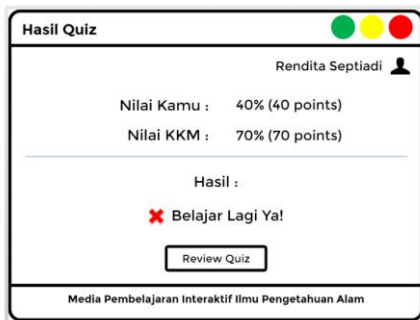 Hasil Quiz
Rendita Septiadi
Nilai Kamu : 40% (40 points)
Nilai KKM : 70% (70 points)
Hasil :
Belajar Lagi Ya!
Review Quiz
Media Pembelajaran Interaktif Ilmu Pengetahuan Alam